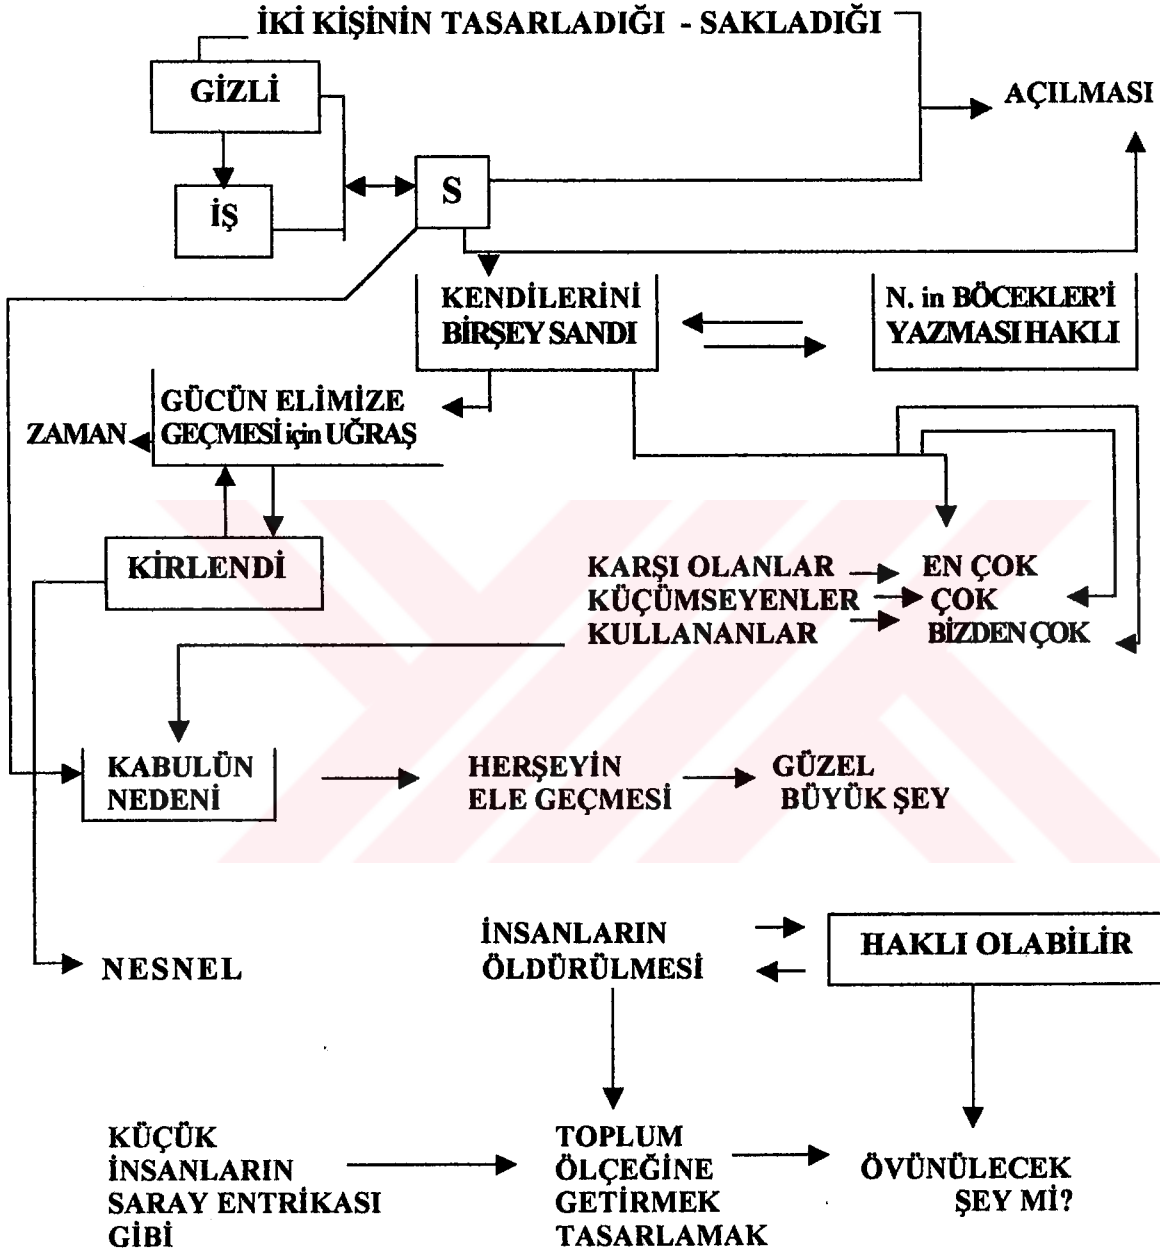 İKİ KİŞİNİN TASARLADIĞI - SAKLADIĞI
GİZLİ
AÇILMASI
S
İŞ
KENDİLERİNİ
BİRŞEY SANDI
N. in BÖCEKLER'İ
YAZMASI HAKLI
GÜCÜN ELİMİZE
GEÇMESİ için UĞRAŞ
ZAMAN
KİRLENDİ
KARŞI OLANLAR
EN ÇOK
KÜÇÜMSEYENLER
ÇOK
KULLANANLAR
BİZDEN ÇOK
KABULÜN
NEDENİ
HERŞEYİN
ELE GEÇMESİ
GÜZEL
BÜYÜK ŞEY
NESNEL
İNSANLARIN
ÖLDÜRÜLMESİ
HAKLI OLABİLİR
KÜÇÜK
İNSANLARIN
SARAY ENTRİKASI
GİBİ
TOPLUM
ÖLÇEĞİNE
GETİRMEK
TASARLAMAK
ÖVÜNÜLECEK
ŞEY Mİ?